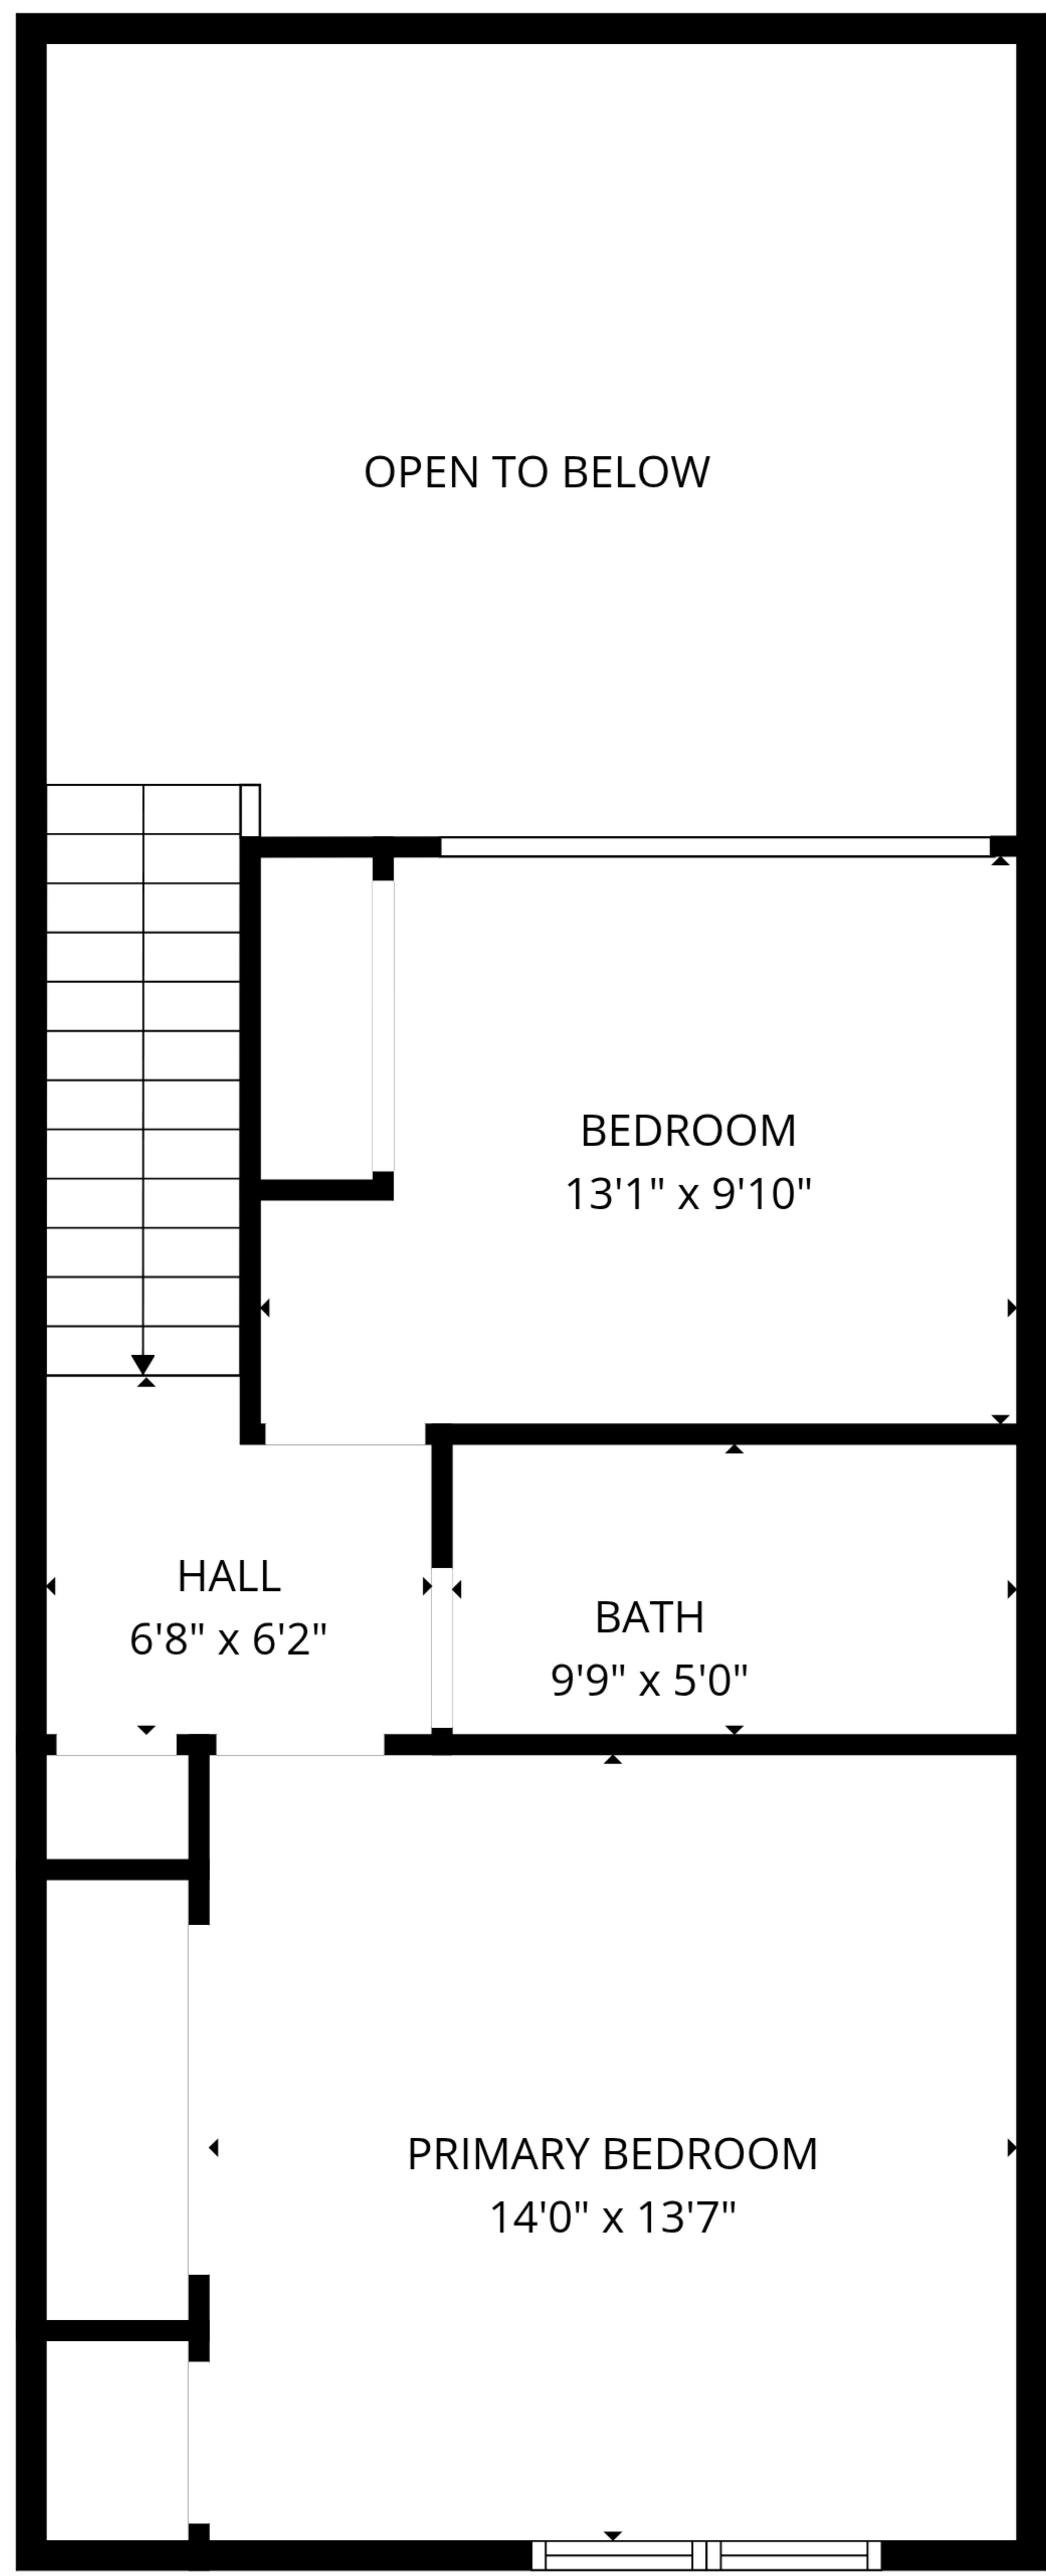 OPEN TO BELOW
BEDROOM
13'1" x 9'10"
HALL
6'8" x 6'2"
BATH
9'9" x 5'0"
PRIMARY BEDROOM
14'0" x 13'7"